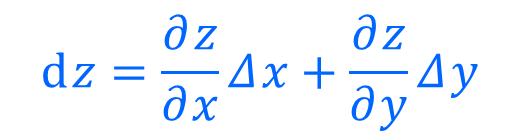 dz = ∂z/∂x Δx + ∂z/∂y Δy